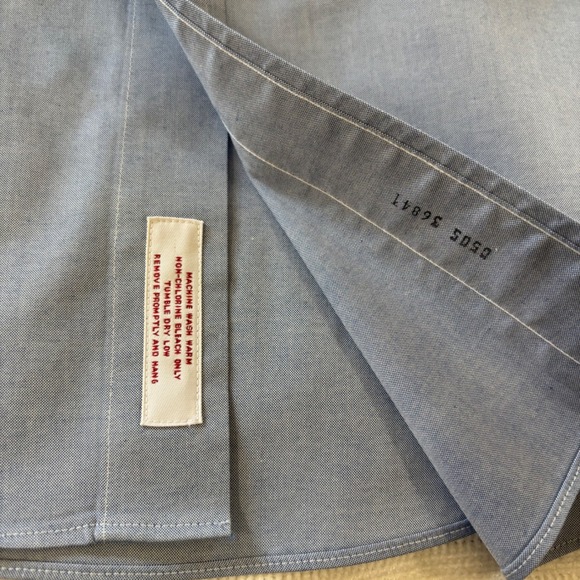 MACHINE WASH WARM
NON-CHLORINE BLEACH ONLY
TUMBLE DRY LOW
REMOVE PROMPTLY AND HANG
0505 36841